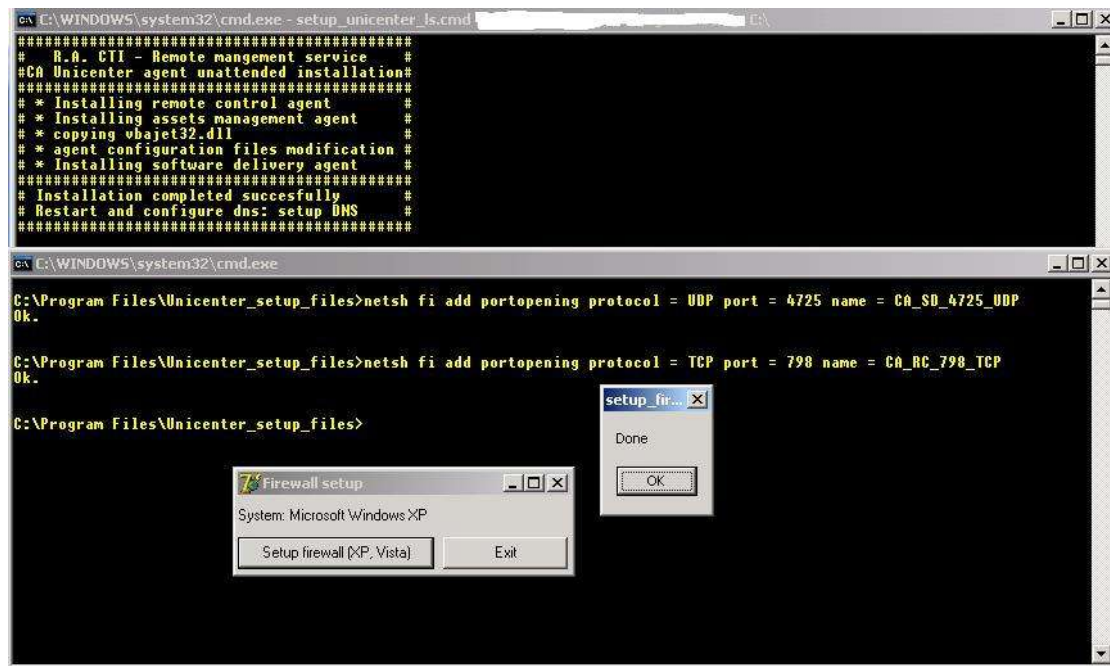 C:\WINDOWS\system32\cmd.exe - setup_unicenter_ls.cmd C:\
############################################
# R.A. CTI - Remote mangement service #
#CA Unicenter agent unattended installation#
############################################
# * Installing remote control agent #
# * Installing assets management agent #
# * copying vbajet32.dll #
# * agent configuration files modification #
# * Installing software delivery agent #
############################################
# Installation completed succesfully #
# Restart and configure dns: setup DNS #
############################################
C:\WINDOWS\system32\cmd.exe
C:\Program Files\Unicenter_setup_files>netsh fi add portopening protocol = UDP port = 4725 name = CA_SD_4725_UDP
Ok.
C:\Program Files\Unicenter_setup_files>netsh fi add portopening protocol = TCP port = 798 name = CA_RC_798_TCP
Ok.
C:\Program Files\Unicenter_setup_files>
setup_fir...
Done
OK
Firewall setup
System: Microsoft Windows XP
Setup firewall (XP, Vista)
Exit